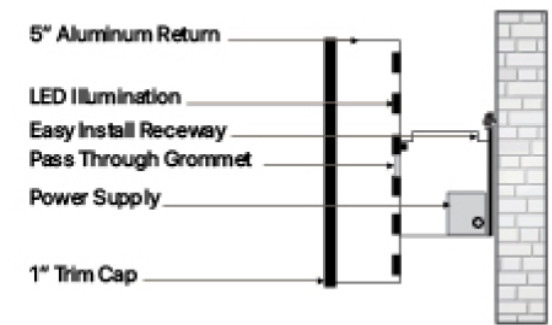 5" Aluminum Return
LED Illumination
Easy Install Receway
Pass Through Grommet
Power Supply
1" Trim Cap